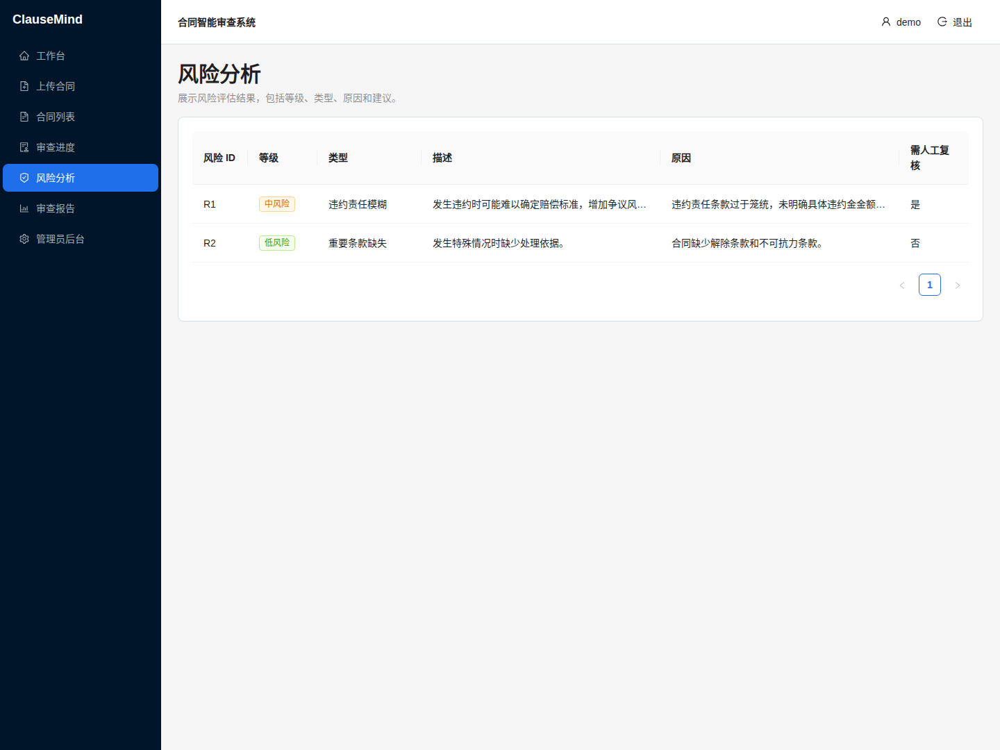 ClauseMind
工作台
上传合同
合同列表
审查进度
风险分析
审查报告
管理员后台
合同智能审查系统
demo
退出
风险分析
展示风险评估结果，包括等级、类型、原因和建议。
风险 ID 等级 类型 描述 原因 需人工复核
R1 中风险 违约责任模糊 发生违约时可能难以确定赔偿标准，增加争议风... 违约责任条款过于笼统，未明确具体违约金金额... 是
R2 低风险 重要条款缺失 发生特殊情况时缺少处理依据。 合同缺少解除条款和不可抗力条款。 否
1